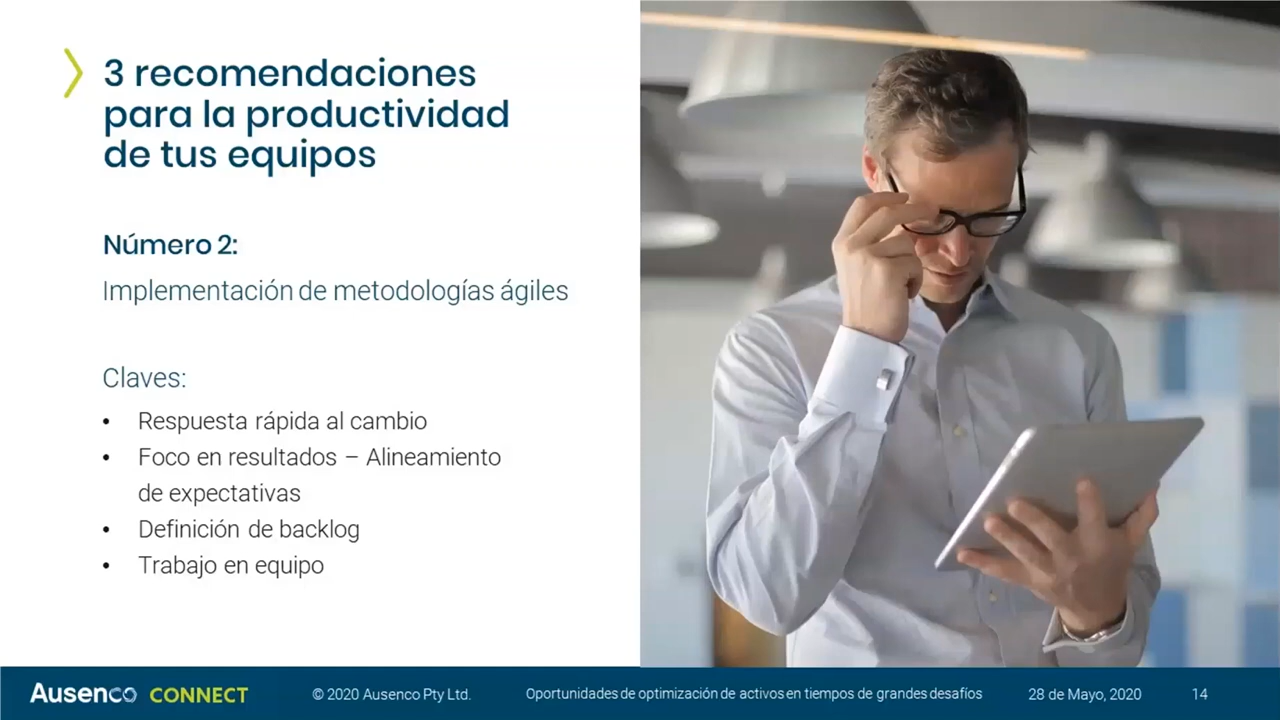 3 recomendaciones
para la productividad
de tus equipos
Número 2:
Implementación de metodologías ágiles
Claves:
• Respuesta rápida al cambio
• Foco en resultados – Alineamiento
de expectativas
• Definición de backlog
• Trabajo en equipo
Ausenco CONNECT
© 2020 Ausenco Pty Ltd.
Oportunidades de optimización de activos en tiempos de grandes desafíos
28 de Mayo, 2020
14